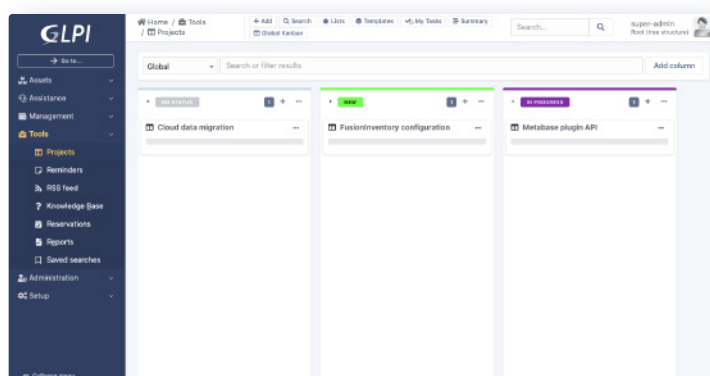 GLPI
Go to...
Assets
Assistance
Management
Tools
Projects
Reminders
RSS feed
Knowledge Base
Reservations
Reports
Saved searches
Administration
Setup
Collapse menu
Home / Tools
/ Projects
+ Add Search Lists Templates My Tasks Summary
Global Kanban
Search...
super-admin
Root (tree structure)
Global Search or filter results Add column
NO STATUS 1 + ...
NEW 1 + ...
IN PROGRESS 1 + ...
Cloud data migration ...
FusionInventory configuration ...
Metabase plugin API ...